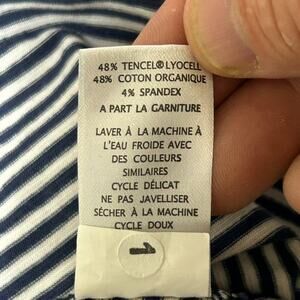 48% TENCEL®LYOCELL
48% COTON ORGANIQUE
4% SPANDEX
A PART LA GARNITURE
LAVER À LA MACHINE À
L'EAU FROIDE AVEC
DES COULEURS
SIMILAIRES
CYCLE DÉLICAT
NE PAS JAVELLISER
SÉCHER À LA MACHINE
CYCLE DOUX
1